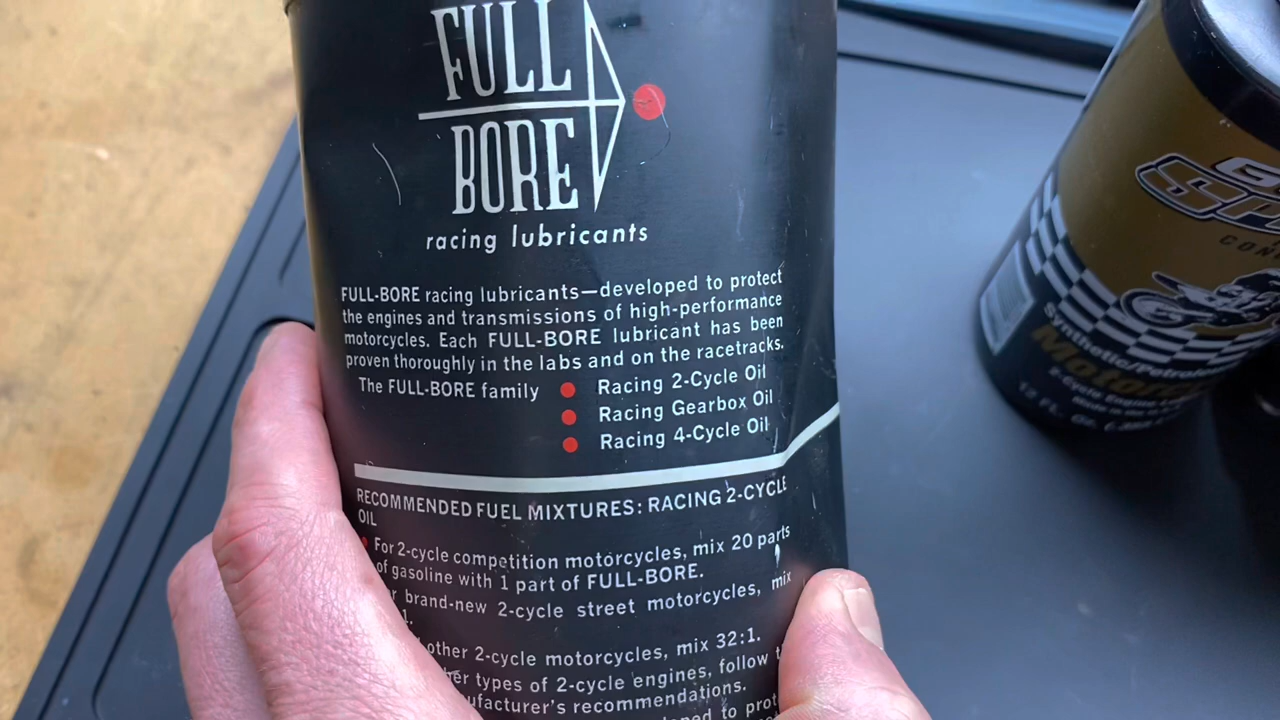 FULL
BORE
racing lubricants
FULL-BORE racing lubricants—developed to protect
the engines and transmissions of high-performance
motorcycles. Each FULL-BORE lubricant has been
proven thoroughly in the labs and on the racetracks.
The FULL-BORE family
Racing 2-Cycle Oil
Racing Gearbox Oil
Racing 4-Cycle Oil
RECOMMENDED FUEL MIXTURES: RACING 2-CYCLE
OIL
For 2-cycle competition motorcycles, mix 20 parts
of gasoline with 1 part of FULL-BORE.
brand-new 2-cycle street motorcycles, mix
other 2-cycle motorcycles, mix 32:1.
types of 2-cycle engines, follow
recommendations.
to
12 FL. OZ.